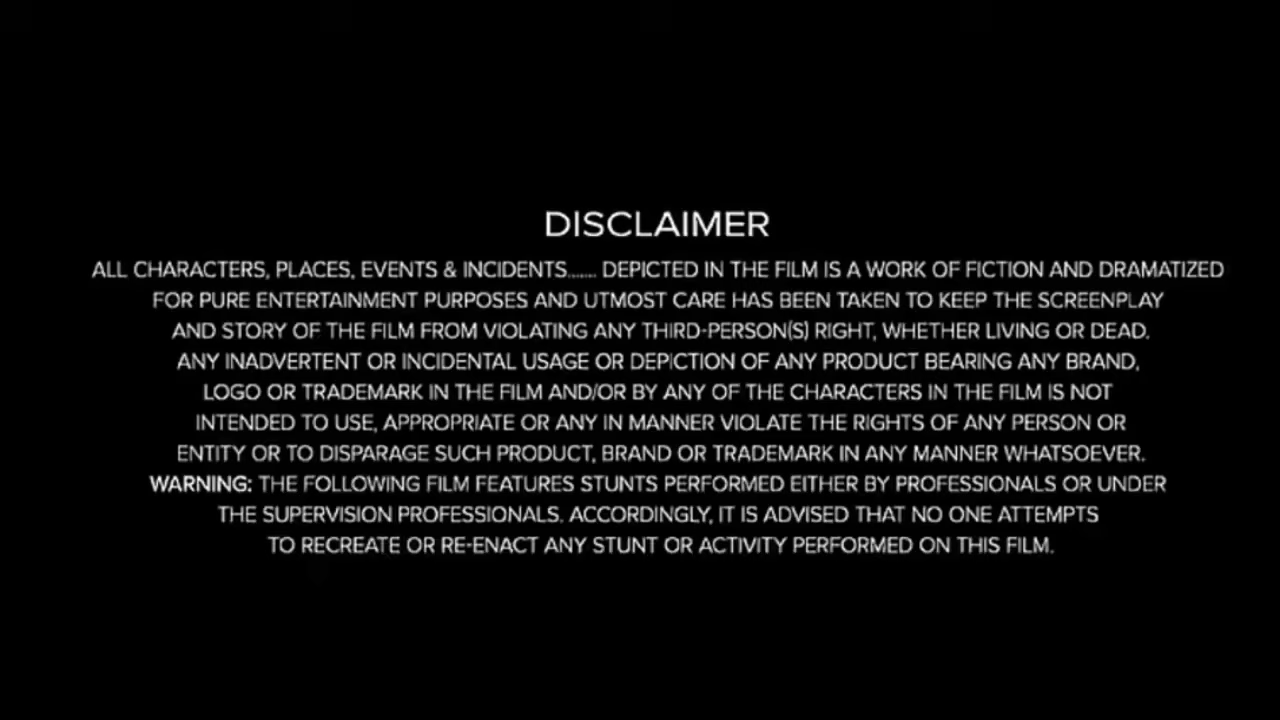 DISCLAIMER
ALL CHARACTERS, PLACES, EVENTS & INCIDENTS....... DEPICTED IN THE FILM IS A WORK OF FICTION AND DRAMATIZED
FOR PURE ENTERTAINMENT PURPOSES AND UTMOST CARE HAS BEEN TAKEN TO KEEP THE SCREENPLAY
AND STORY OF THE FILM FROM VIOLATING ANY THIRD-PERSON(S) RIGHT, WHETHER LIVING OR DEAD.
ANY INADVERTENT OR INCIDENTAL USAGE OR DEPICTION OF ANY PRODUCT BEARING ANY BRAND,
LOGO OR TRADEMARK IN THE FILM AND/OR BY ANY OF THE CHARACTERS IN THE FILM IS NOT
INTENDED TO USE, APPROPRIATE OR ANY IN MANNER VIOLATE THE RIGHTS OF ANY PERSON OR
ENTITY OR TO DISPARAGE SUCH PRODUCT, BRAND OR TRADEMARK IN ANY MANNER WHATSOEVER.
WARNING: THE FOLLOWING FILM FEATURES STUNTS PERFORMED EITHER BY PROFESSIONALS OR UNDER
THE SUPERVISION PROFESSIONALS. ACCORDINGLY, IT IS ADVISED THAT NO ONE ATTEMPTS
TO RECREATE OR RE-ENACT ANY STUNT OR ACTIVITY PERFORMED ON THIS FILM.